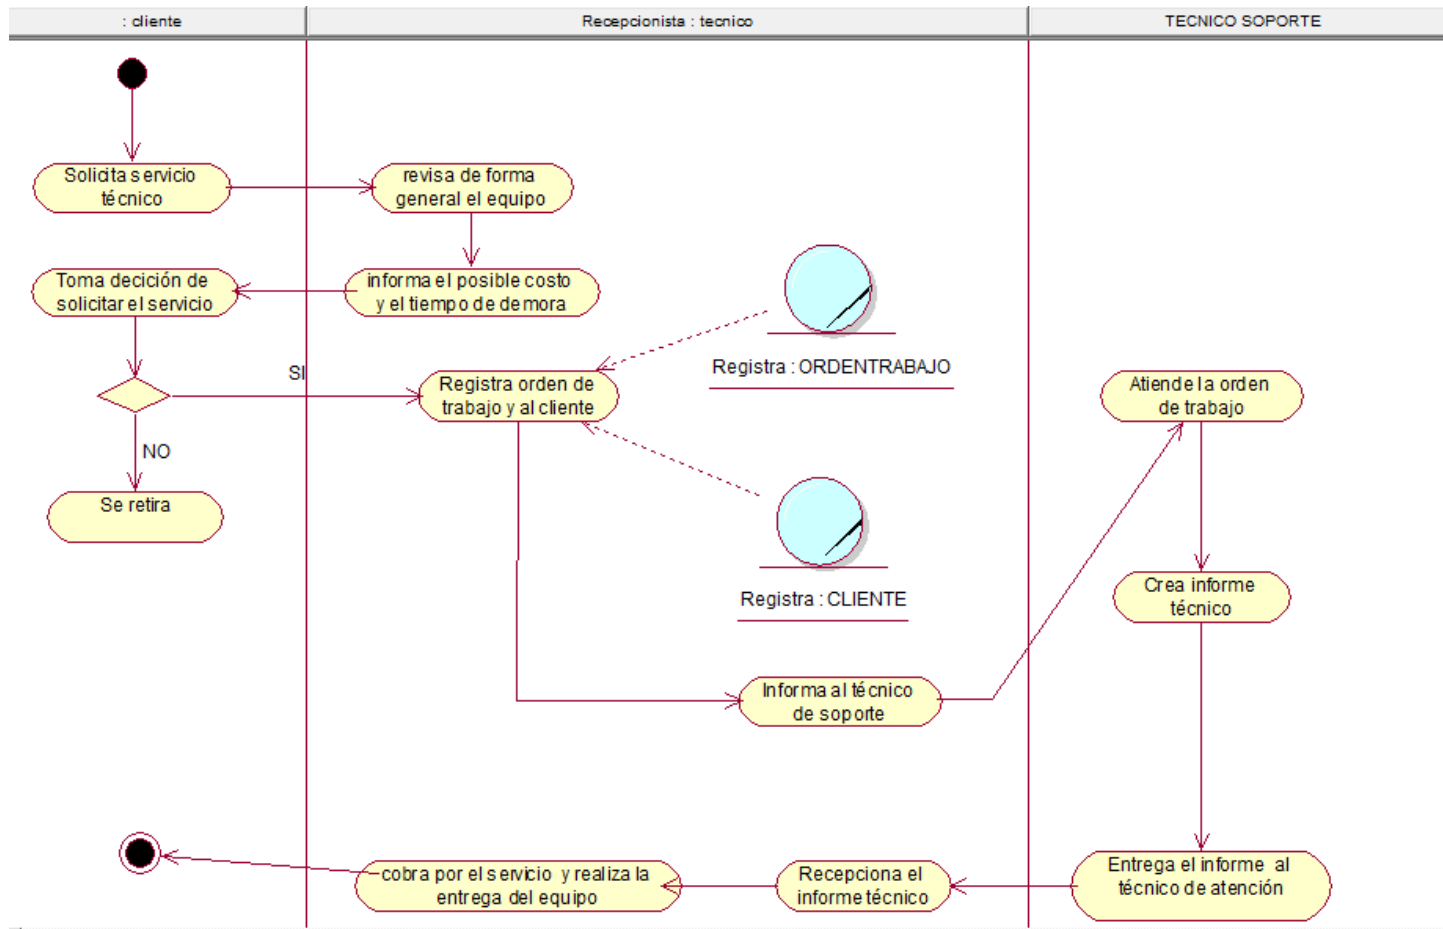 : cliente
Recepcionista : tecnico
TECNICO SOPORTE
Solicita servicio
técnico
revisa de forma
general el equipo
Toma decición de
solicitar el servicio
informa el posible costo
y el tiempo de demora
Registra : ORDENTRABAJO
SI
Registra orden de
trabajo y al cliente
Atiende la orden
de trabajo
NO
Se retira
Registra : CLIENTE
Crea informe
técnico
Informa al técnico
de soporte
cobra por el servicio y realiza la
entrega del equipo
Recepciona el
informe técnico
Entrega el informe al
técnico de atención